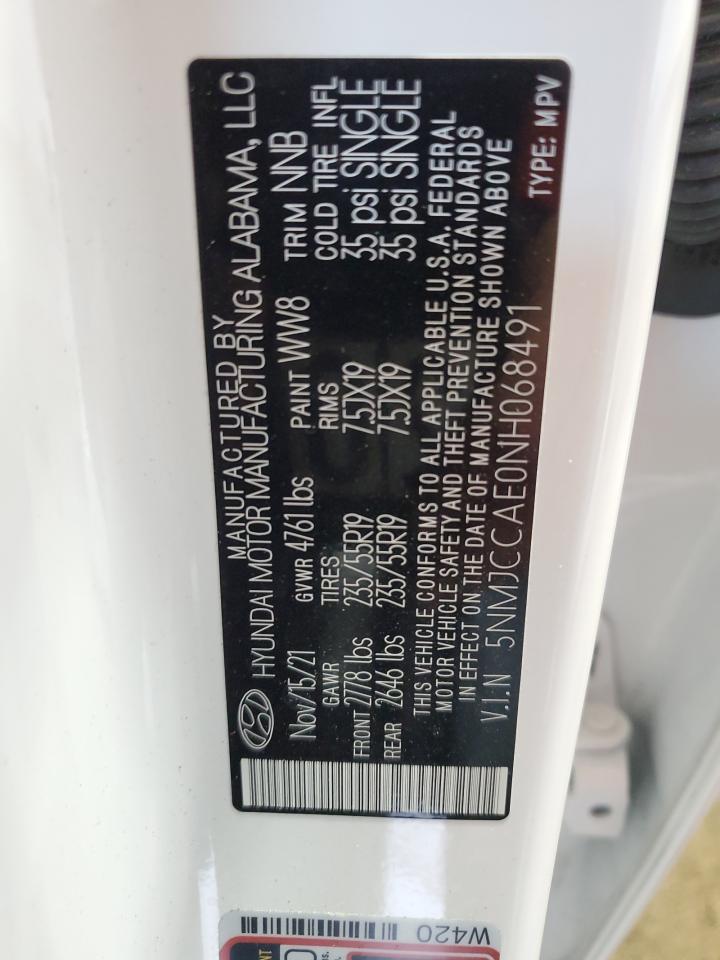 MANUFACTURED BY
HYUNDAI MOTOR MANUFACTURING ALABAMA, LLC
Nov/15/21 GVWR 4761 lbs PAINT WW8 TRIM NNB
GAWR TIRES RIMS COLD TIRE INFL
FRONT 2778 lbs 235/55R19 7.5JX19 35 psi SINGLE
REAR 2646 lbs 235/55R19 7.5JX19 35 psi SINGLE
THIS VEHICLE CONFORMS TO ALL APPLICABLE U.S.A. FEDERAL
MOTOR VEHICLE SAFETY AND THEFT PREVENTION STANDARDS
IN EFFECT ON THE DATE OF MANUFACTURE SHOWN ABOVE
V.I.N 5NMJCCAE0NH068491 TYPE: MPV
W420